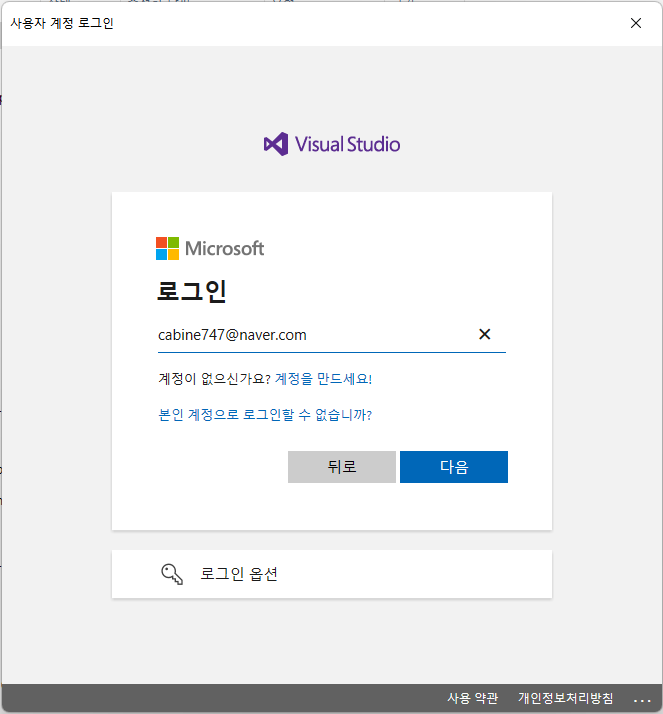 사용자 계정 로그인
Visual Studio
Microsoft
로그인
cabine747@naver.com
계정이 없으신가요? 계정을 만드세요!
본인 계정으로 로그인할 수 없습니까?
뒤로
다음
로그인 옵션
사용 약관 개인정보처리방침 ...